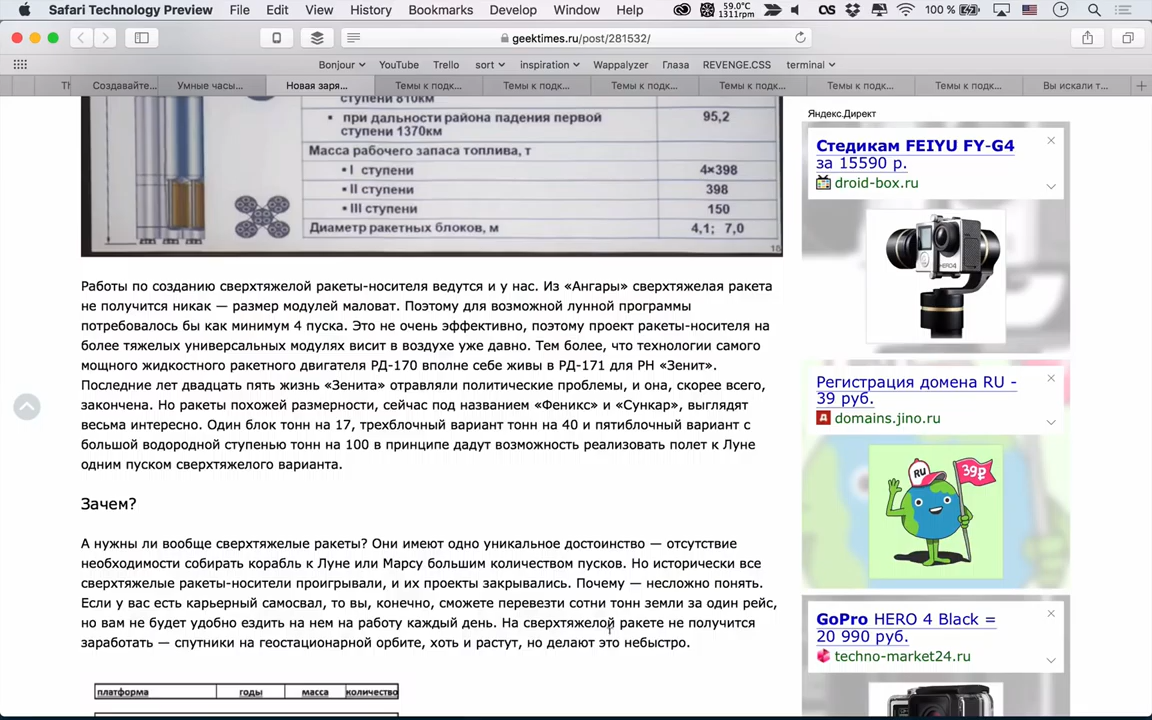 Safari Technology Preview File Edit View History Bookmarks Develop Window Help 59.0°C 1311rpm 100 %
geektimes.ru/post/281532/
Bonjour YouTube Trello sort inspiration Wappalyzer Глаза REVENGE.CSS terminal
Создавайте... Умные часы... Новая заря... Темы к подк... Темы к подк... Темы к подк... Темы к подк... Темы к подк... Темы к подк... Вы искали т...
ступени 810км
• при дальности района падения первой
ступени 1370км
95,2
Масса рабочего запаса топлива, т
• I ступени 4×398
• II ступени 398
• III ступени 150
Диаметр ракетных блоков, м 4,1; 7,0
18
Работы по созданию сверхтяжелой ракеты-носителя ведутся и у нас. Из «Ангары» сверхтяжелая ракета
не получится никак — размер модулей маловат. Поэтому для возможной лунной программы
потребовалось бы как минимум 4 пуска. Это не очень эффективно, поэтому проект ракеты-носителя на
более тяжелых универсальных модулях висит в воздухе уже давно. Тем более, что технологии самого
мощного жидкостного ракетного двигателя РД-170 вполне себе живы в РД-171 для РН «Зенит».
Последние лет двадцать пять жизнь «Зенита» отравляли политические проблемы, и она, скорее всего,
закончена. Но ракеты похожей размерности, сейчас под названием «Феникс» и «Сункар», выглядят
весьма интересно. Один блок тонн на 17, трехблочный вариант тонн на 40 и пятиблочный вариант с
большой водородной ступенью тонн на 100 в принципе дадут возможность реализовать полет к Луне
одним пуском сверхтяжелого варианта.
Зачем?
А нужны ли вообще сверхтяжелые ракеты? Они имеют одно уникальное достоинство — отсутствие
необходимости собирать корабль к Луне или Марсу большим количеством пусков. Но исторически все
сверхтяжелые ракеты-носители проигрывали, и их проекты закрывались. Почему — несложно понять.
Если у вас есть карьерный самосвал, то вы, конечно, сможете перевезти сотни тонн земли за один рейс,
но вам не будет удобно ездить на нем на работу каждый день. На сверхтяжелой ракете не получится
заработать — спутники на геостационарной орбите, хоть и растут, но делают это небыстро.
платформа годы масса количество
Яндекс.Директ
Стедикам FEIYU FY-G4
за 15590 р.
droid-box.ru
HERO4
Регистрация домена RU -
39 руб.
domains.jino.ru
RU
39₽
GoPro HERO 4 Black =
20 990 руб.
techno-market24.ru